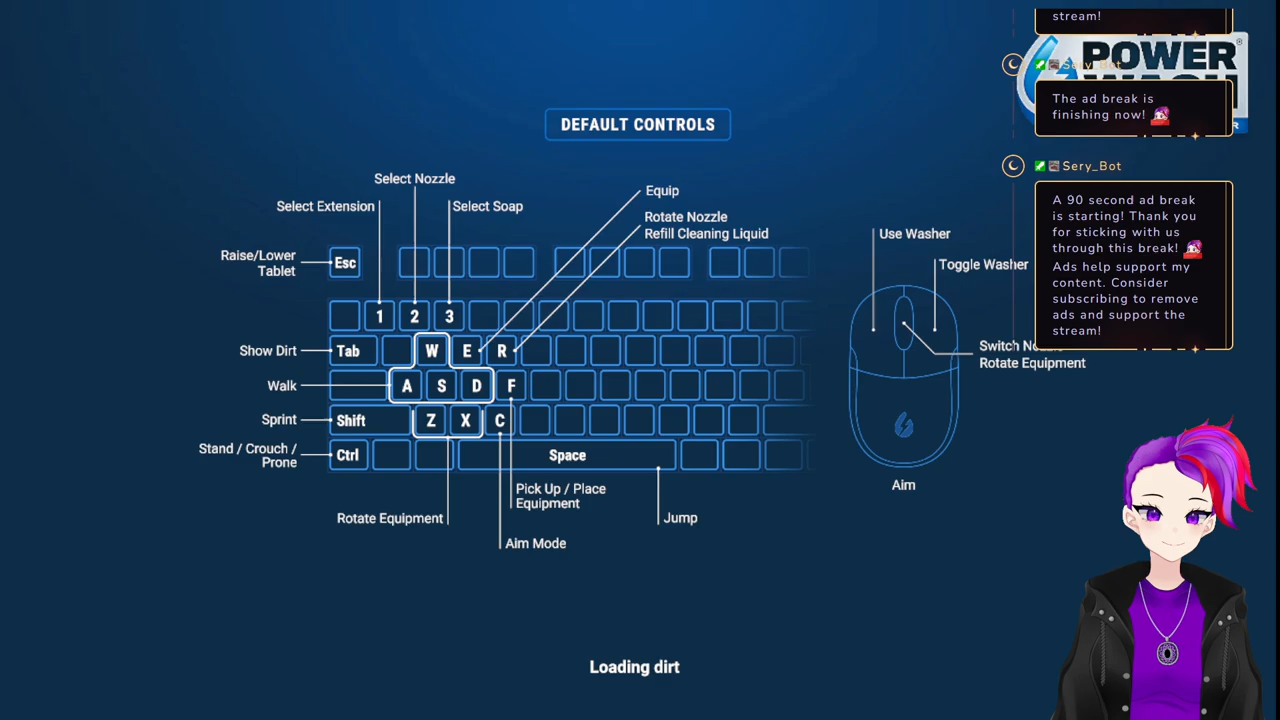 DEFAULT CONTROLS
Select Nozzle
Select Extension
Select Soap
Equip
Rotate Nozzle
Refill Cleaning Liquid
Raise/Lower
Tablet
Esc
1
2
3
Show Dirt
Tab
W
E
R
Walk
A
S
D
F
Sprint
Shift
Z
X
C
Stand / Crouch /
Prone
Ctrl
Space
Rotate Equipment
Pick Up / Place
Equipment
Aim Mode
Jump
Use Washer
Toggle Washer
Switch
Rotate Equipment
Aim
Loading dirt
POWER
®
stream!
Sery_Bot
The ad break is
finishing now!
Sery_Bot
A 90 second ad break
is starting! Thank you
for sticking with us
through this break!
Ads help support my
content. Consider
subscribing to remove
ads and support the
stream!